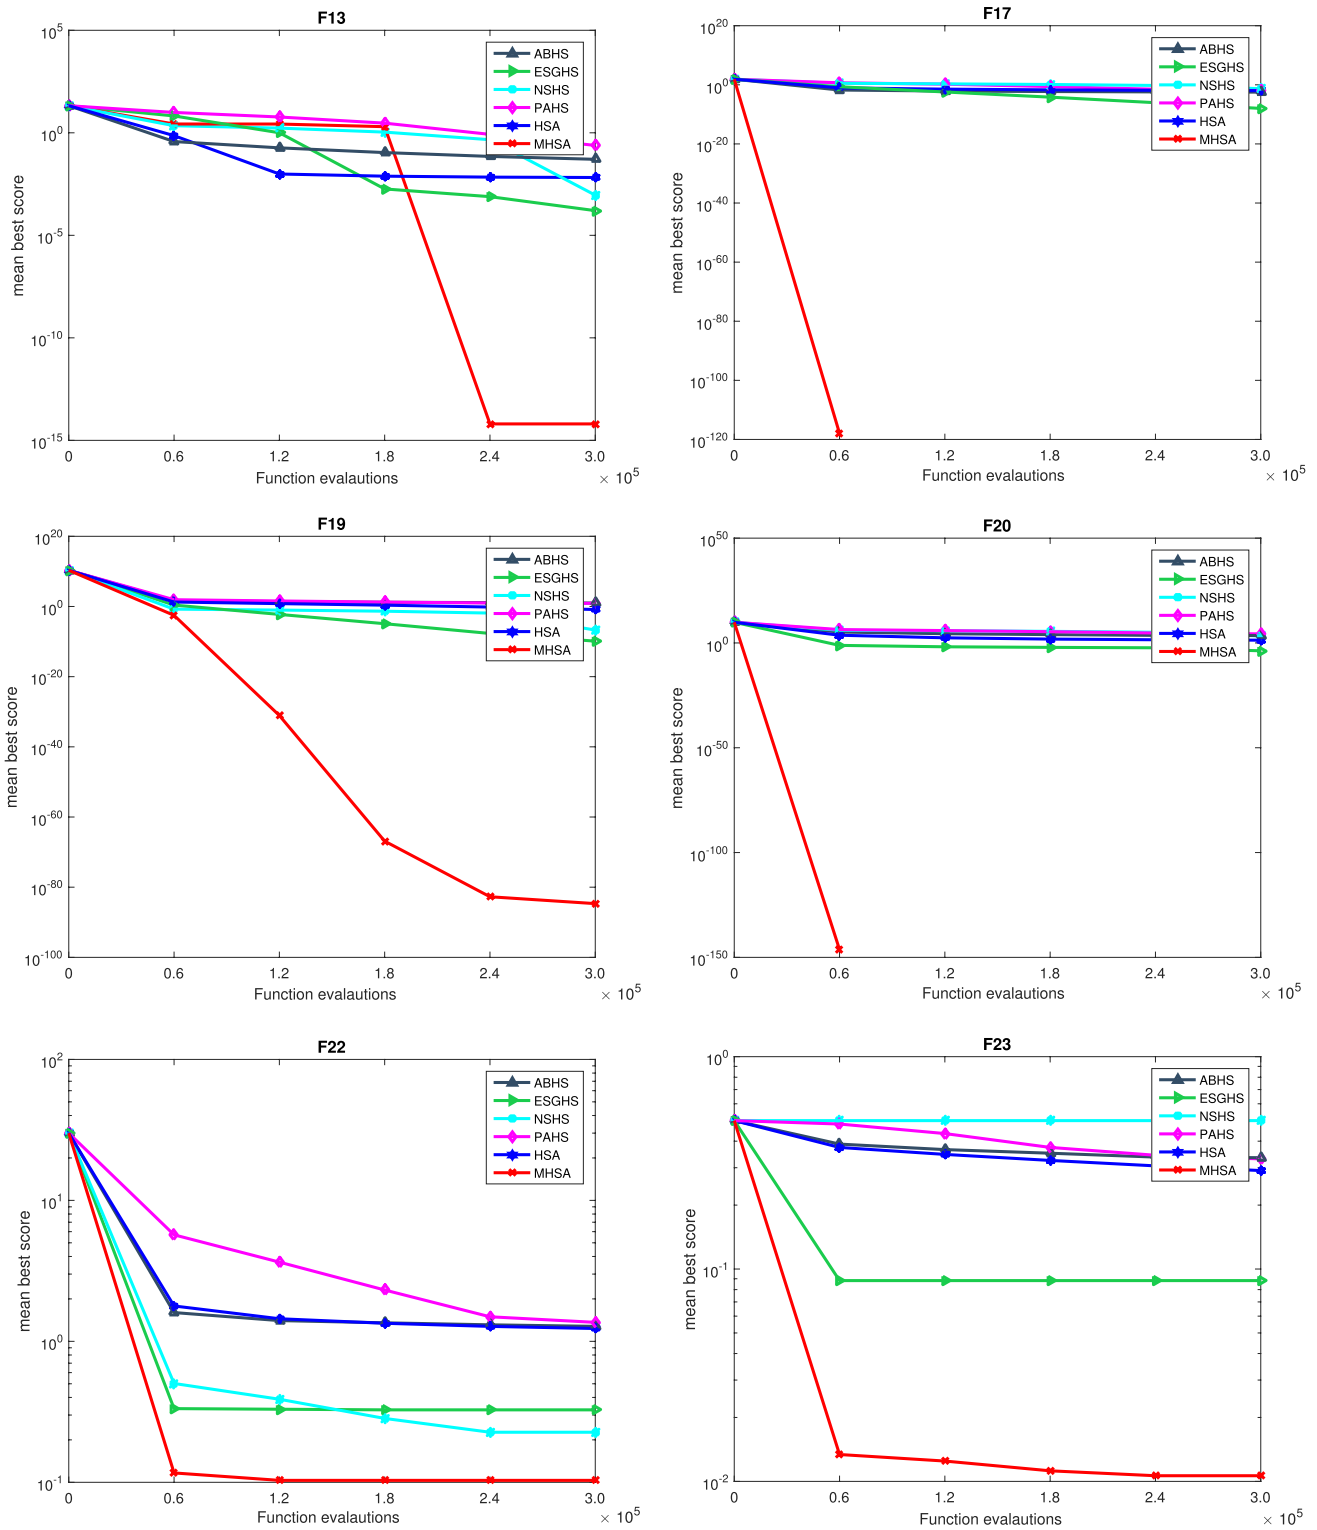 F13
10^5
10^0
10^-5
10^-10
10^-15
mean best score
0 0.6 1.2 1.8 2.4 3.0
Function evalautions
× 10^5
ABHS
ESGHS
NSHS
PAHS
HSA
MHSA
F17
10^20
10^0
10^-20
10^-40
10^-60
10^-80
10^-100
10^-120
mean best score
0 0.6 1.2 1.8 2.4 3.0
Function evalautions
× 10^5
ABHS
ESGHS
NSHS
PAHS
HSA
MHSA
F19
10^20
10^0
10^-20
10^-40
10^-60
10^-80
10^-100
mean best score
0 0.6 1.2 1.8 2.4 3.0
Function evalautions
× 10^5
ABHS
ESGHS
NSHS
PAHS
HSA
MHSA
F20
10^50
10^0
10^-50
10^-100
10^-150
mean best score
0 0.6 1.2 1.8 2.4 3.0
Function evalautions
× 10^5
ABHS
ESGHS
NSHS
PAHS
HSA
MHSA
F22
10^2
10^1
10^0
10^-1
mean best score
0 0.6 1.2 1.8 2.4 3.0
Function evalautions
× 10^5
ABHS
ESGHS
NSHS
PAHS
HSA
MHSA
F23
10^0
10^-1
10^-2
mean best score
0 0.6 1.2 1.8 2.4 3.0
Function evalautions
× 10^5
ABHS
ESGHS
NSHS
PAHS
HSA
MHSA